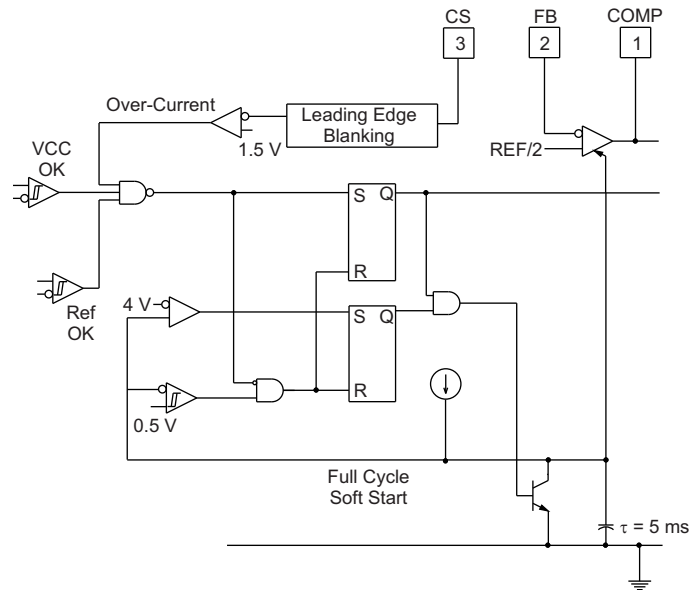 CS
FB
COMP
3
2
1
Over-Current
Leading Edge
Blanking
1.5 V
REF/2
VCC
OK
S
Q
R
Ref
OK
4 V
S
Q
R
0.5 V
Full Cycle
Soft Start
τ = 5 ms